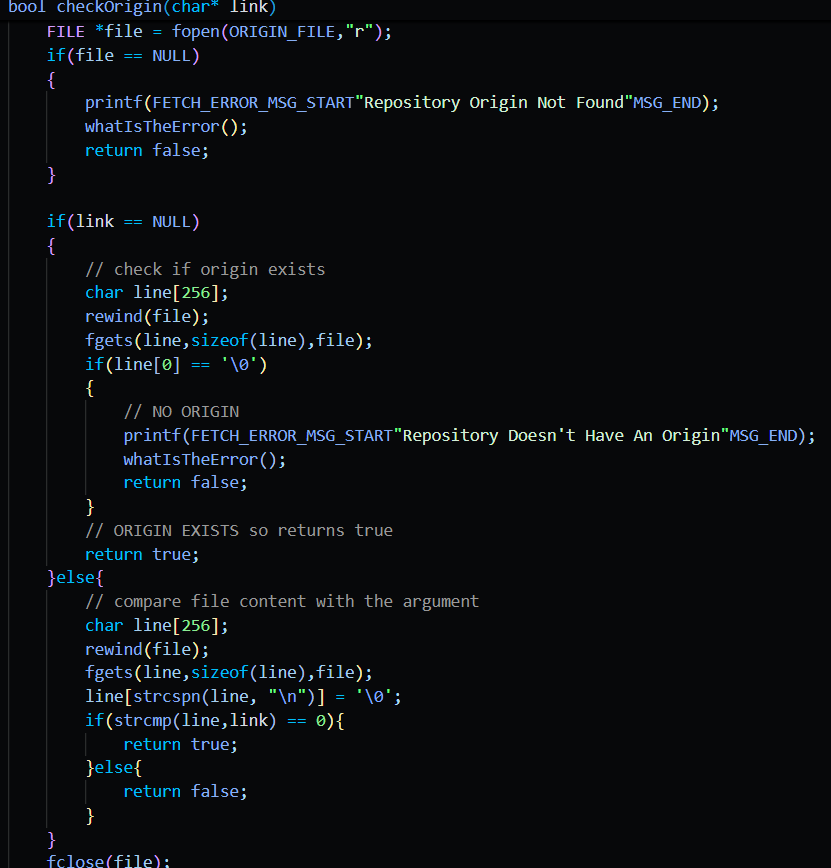 bool checkOrigin(char* link)
FILE *file = fopen(ORIGIN_FILE,"r");
if(file == NULL)
{
printf(FETCH_ERROR_MSG_START"Repository Origin Not Found"MSG_END);
whatIsTheError();
return false;
}
if(link == NULL)
{
// check if origin exists
char line[256];
rewind(file);
fgets(line,sizeof(line),file);
if(line[0] == '\0')
{
// NO ORIGIN
printf(FETCH_ERROR_MSG_START"Repository Doesn't Have An Origin"MSG_END);
whatIsTheError();
return false;
}
// ORIGIN EXISTS so returns true
return true;
}else{
// compare file content with the argument
char line[256];
rewind(file);
fgets(line,sizeof(line),file);
line[strcspn(line, "\n")] = '\0';
if(strcmp(line,link) == 0){
return true;
}else{
return false;
}
}
fclose(file);